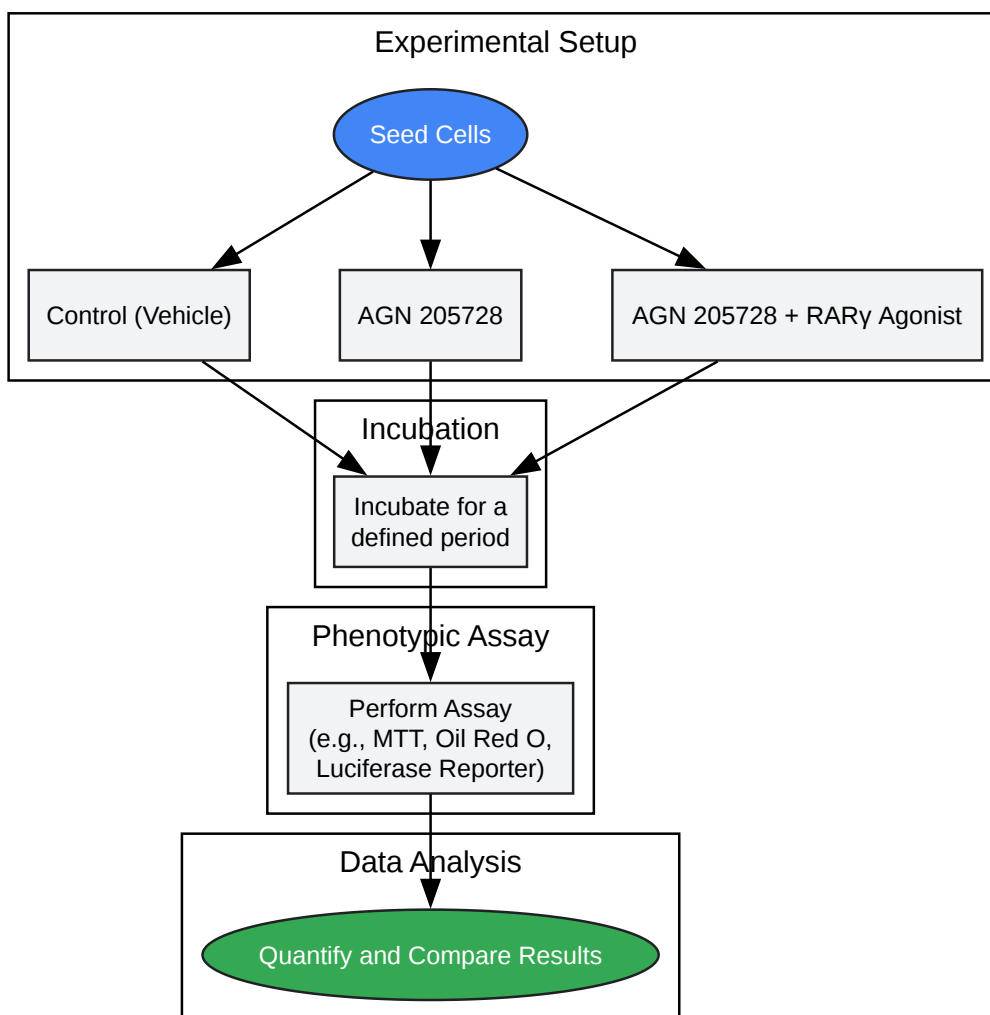 Experimental Setup
Seed Cells
Control (Vehicle)
AGN 205728
AGN 205728 + RARγ Agonist
Incubation
Incubate for a
defined period
Phenotypic Assay
Perform Assay
(e.g., MTT, Oil Red O,
Luciferase Reporter)
Data Analysis
Quantify and Compare Results